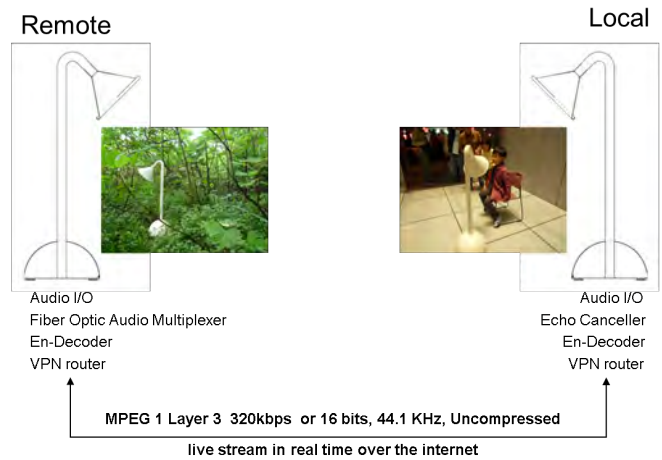 Remote
Local
Audio I/O
Fiber Optic Audio Multiplexer
En-Decoder
VPN router
Audio I/O
Echo Canceller
En-Decoder
VPN router
MPEG 1 Layer 3 320kbps or 16 bits, 44.1 KHz, Uncompressed
live stream in real time over the internet